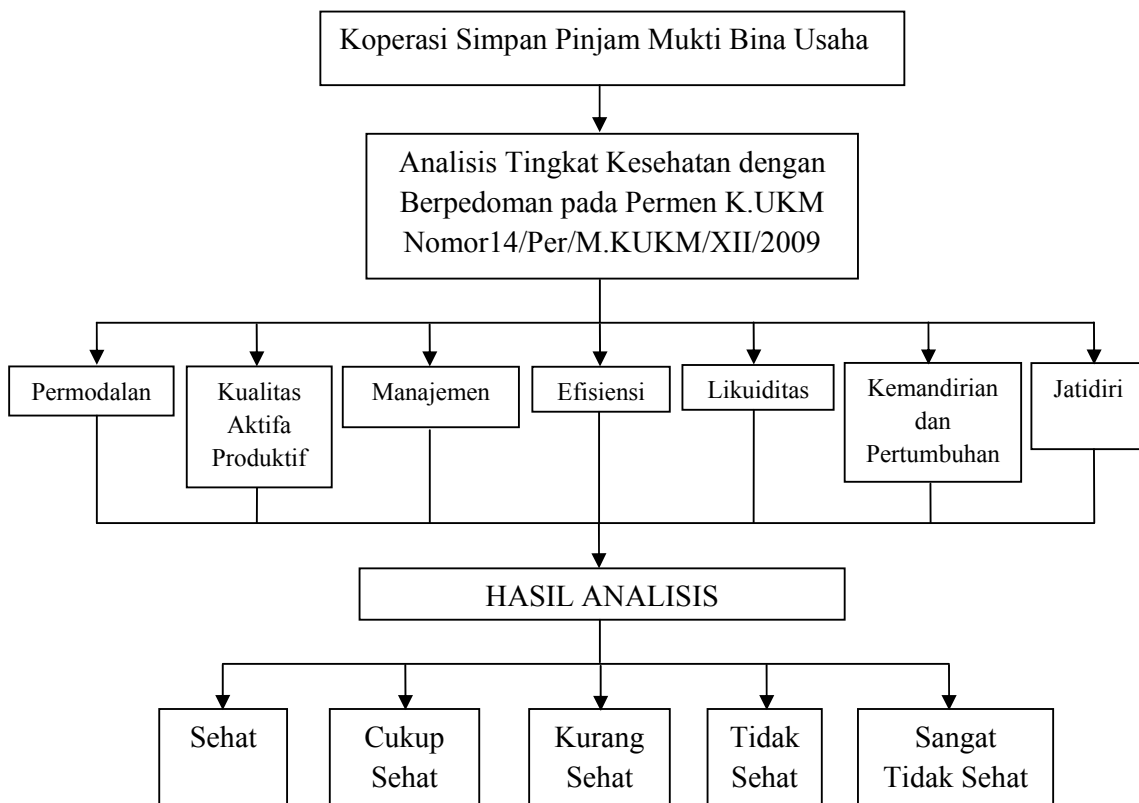 Koperasi Simpan Pinjam Mukti Bina Usaha
Analisis Tingkat Kesehatan dengan
Berpedoman pada Permen K.UKM
Nomor14/Per/M.KUKM/XII/2009
Permodalan
Kualitas
Aktifa
Produktif
Manajemen
Efisiensi
Likuiditas
Kemandirian
dan
Pertumbuhan
Jatidiri
HASIL ANALISIS
Sehat
Cukup
Sehat
Kurang
Sehat
Tidak
Sehat
Sangat
Tidak Sehat